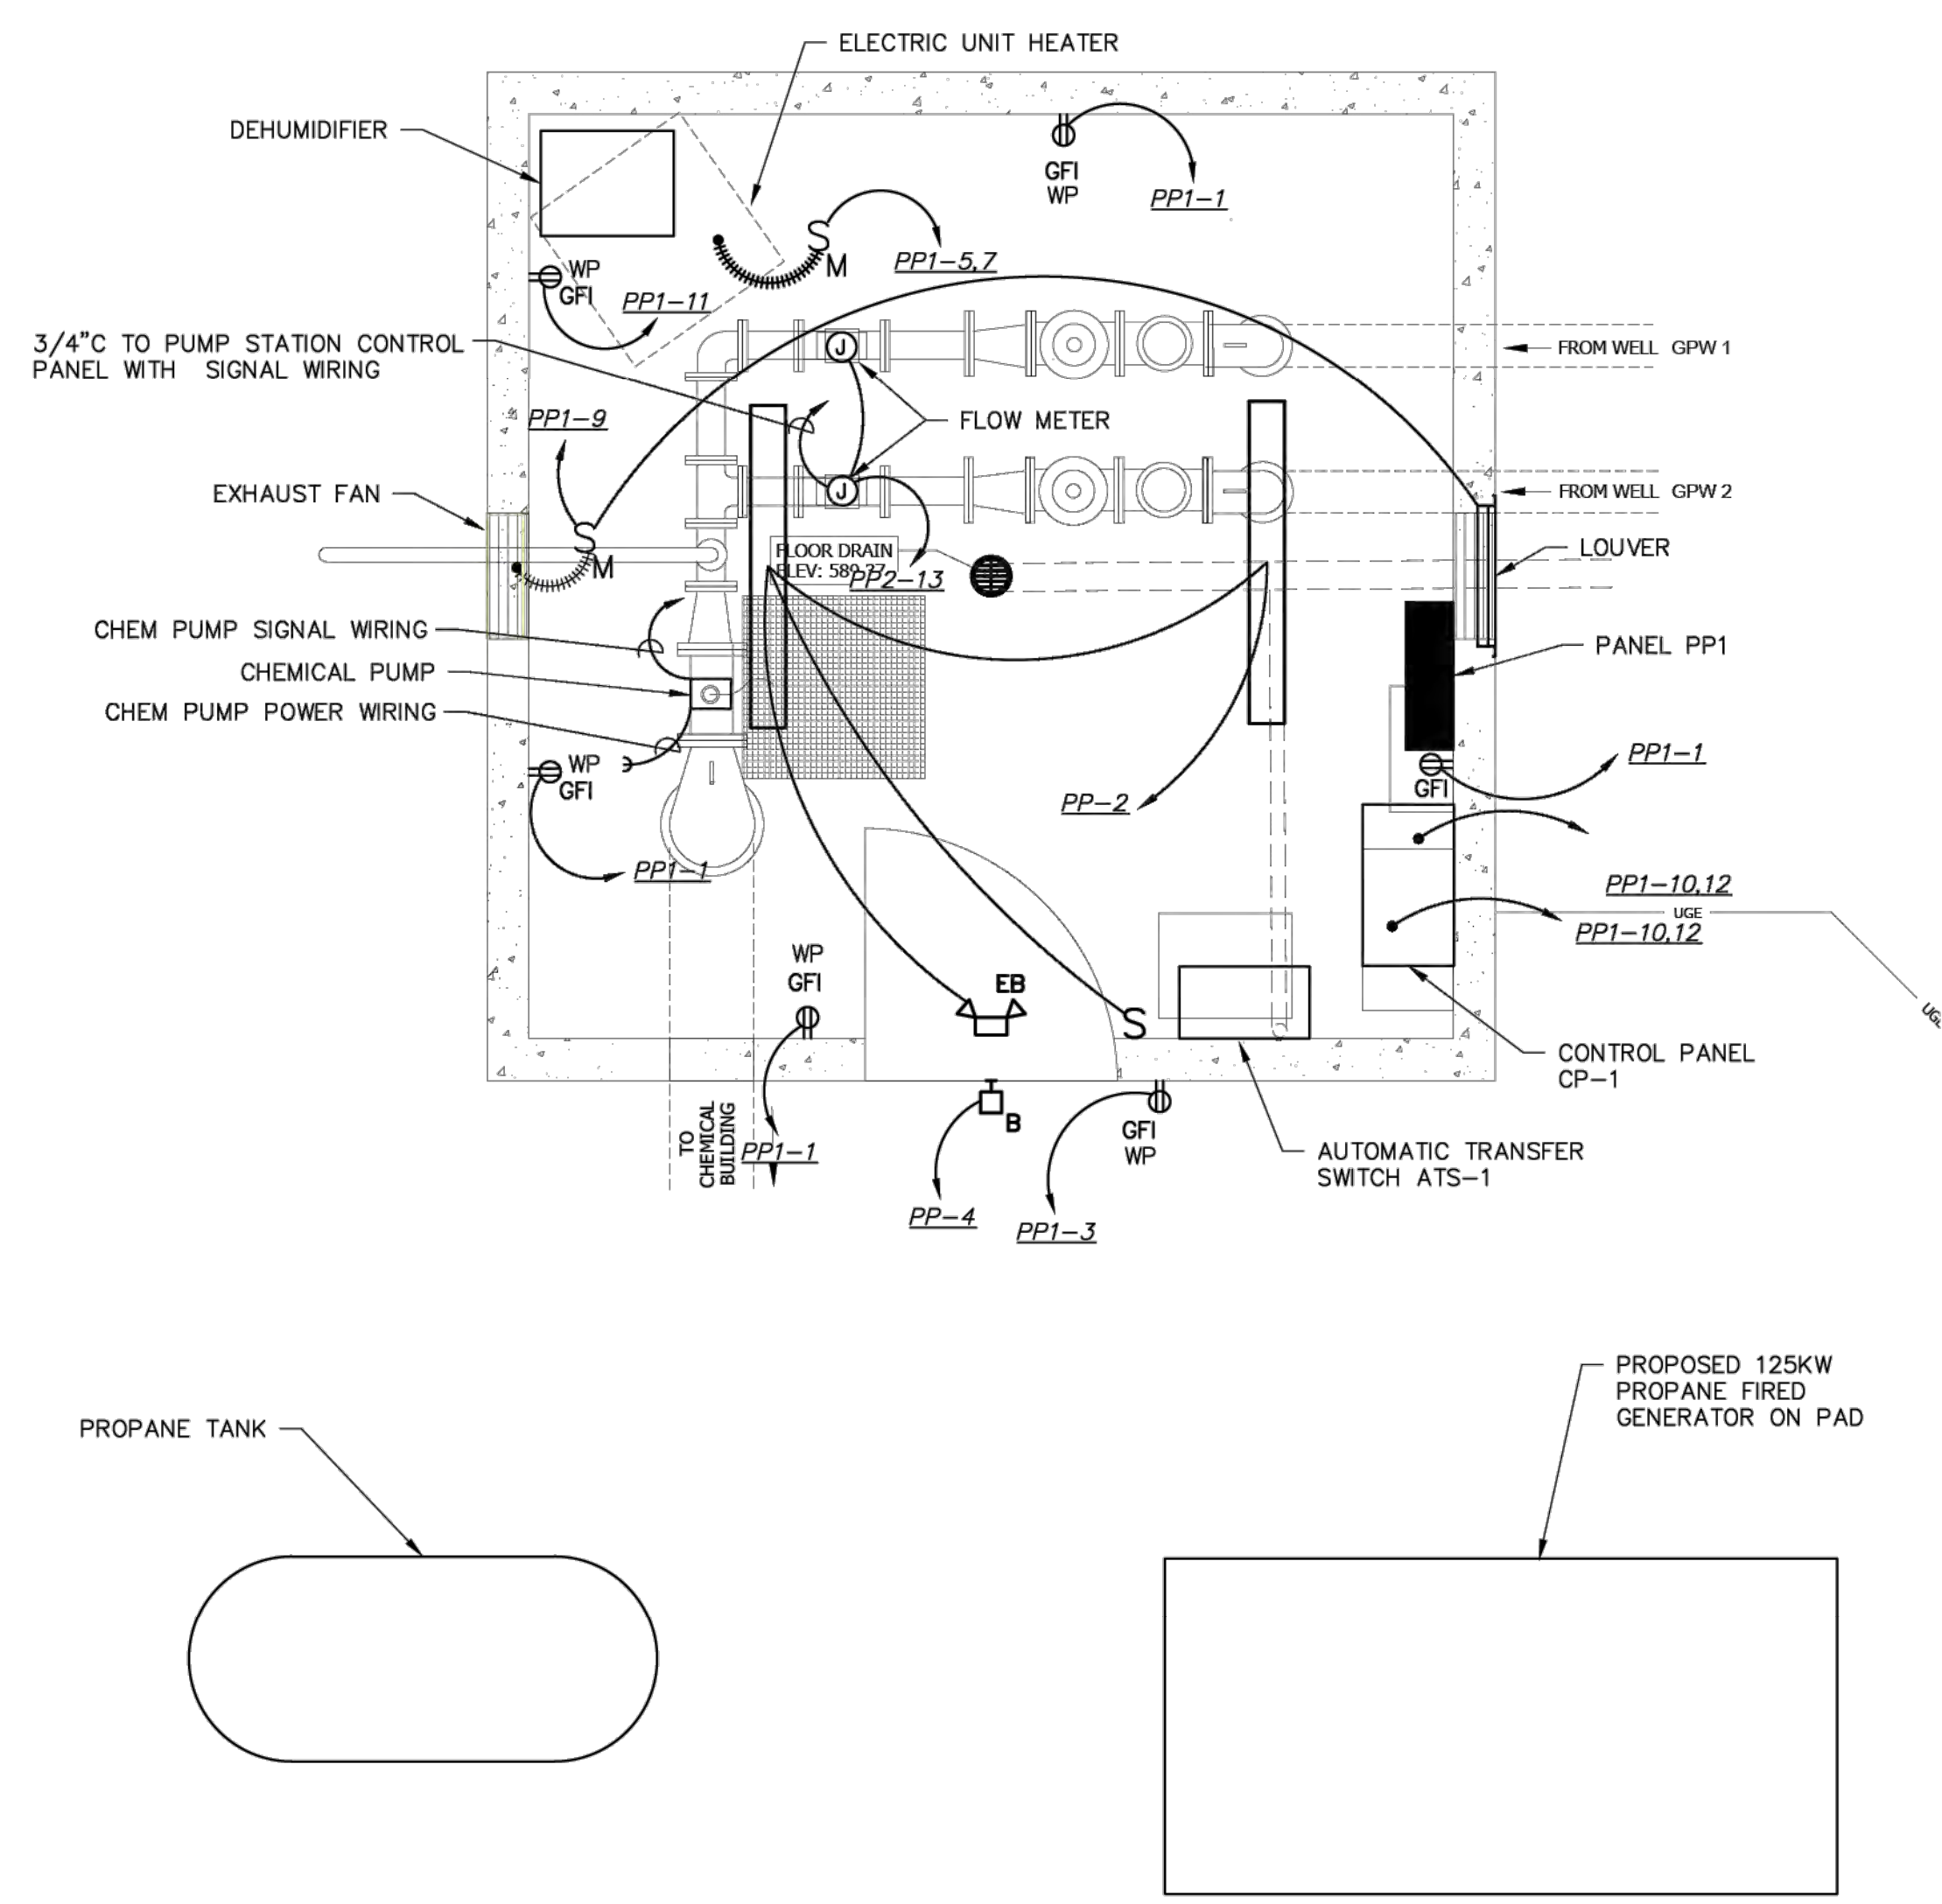 ELECTRIC UNIT HEATER
DEHUMIDIFIER
GFI
WP
PP1-1
S
M
PP1-5,7
WP
GFI
PP1-11
3/4"C TO PUMP STATION CONTROL
PANEL WITH SIGNAL WIRING
J
FROM WELL GPW 1
PP1-9
FLOW METER
EXHAUST FAN
J
FROM WELL GPW 2
S
M
FLOOR DRAIN
ELEV: 589.27
PP2-13
LOUVER
CHEM PUMP SIGNAL WIRING
PANEL PP1
CHEMICAL PUMP
CHEM PUMP POWER WIRING
WP
GFI
PP1-1
GFI
PP-2
PP1-1
PP1-10,12
UGE
PP1-10,12
UGE
WP
GFI
EB
S
CONTROL PANEL
CP-1
TO
CHEMICAL
BUILDING
PP1-1
B
GFI
WP
AUTOMATIC TRANSFER
SWITCH ATS-1
PP-4
PP1-3
PROPOSED 125KW
PROPANE FIRED
GENERATOR ON PAD
PROPANE TANK